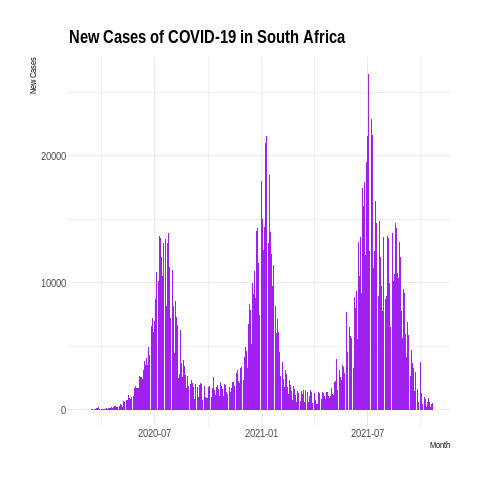 New Cases of COVID-19 in South Africa
New Cases
20000
10000
0
2020-07 2021-01 2021-07
Month